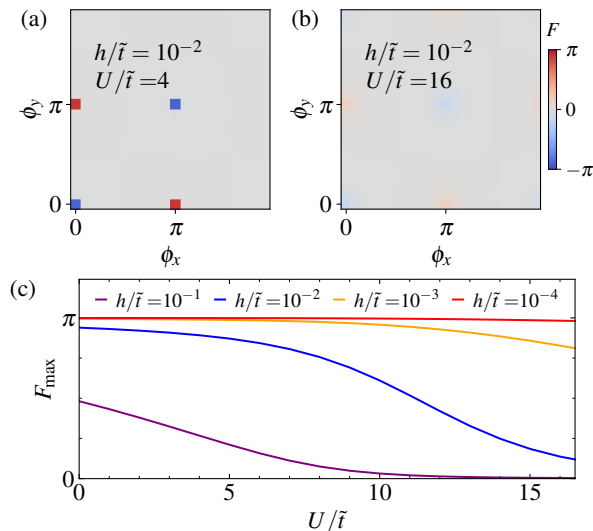 (a)
h/t̃ = 10⁻²
U/t̃ = 4
ϕy
π
0
0
π
ϕx
(b)
h/t̃ = 10⁻²
U/t̃ = 16
ϕy
π
0
0
π
ϕx
F
π
0
−π
(c)
h/t̃ = 10⁻¹ h/t̃ = 10⁻² h/t̃ = 10⁻³ h/t̃ = 10⁻⁴
π
Fmax
0
0 5 10 15
U/t̃